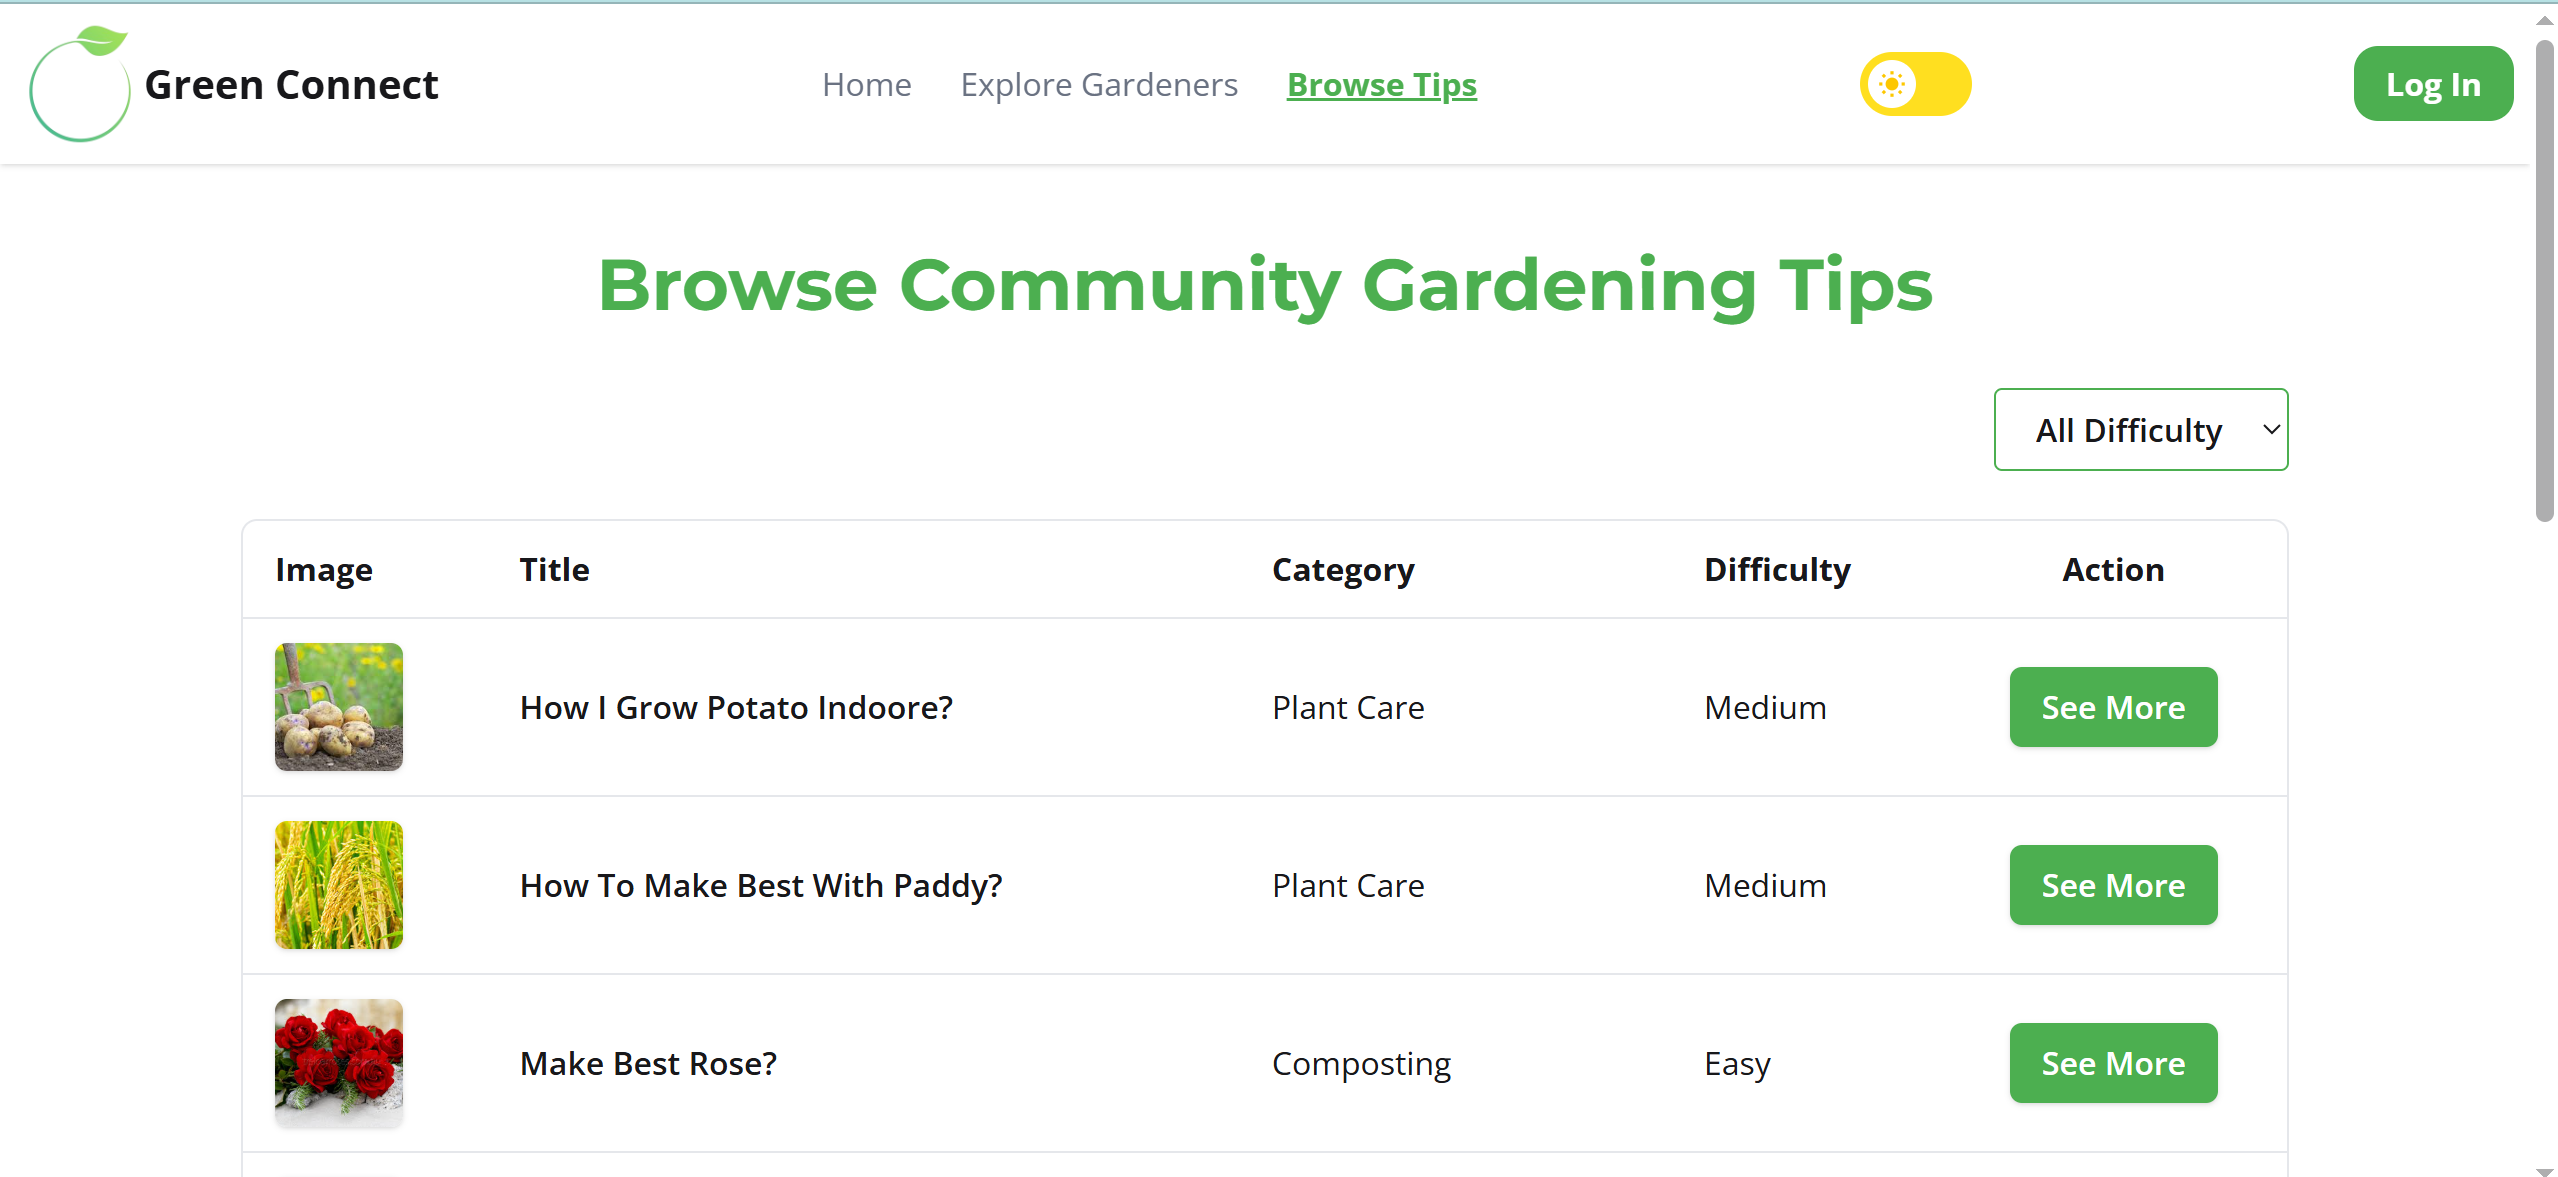 Green Connect
Home Explore Gardeners Browse Tips
Log In
Browse Community Gardening Tips
All Difficulty
Image Title Category Difficulty Action
How I Grow Potato Indoore? Plant Care Medium See More
How To Make Best With Paddy? Plant Care Medium See More
Make Best Rose? Composting Easy See More